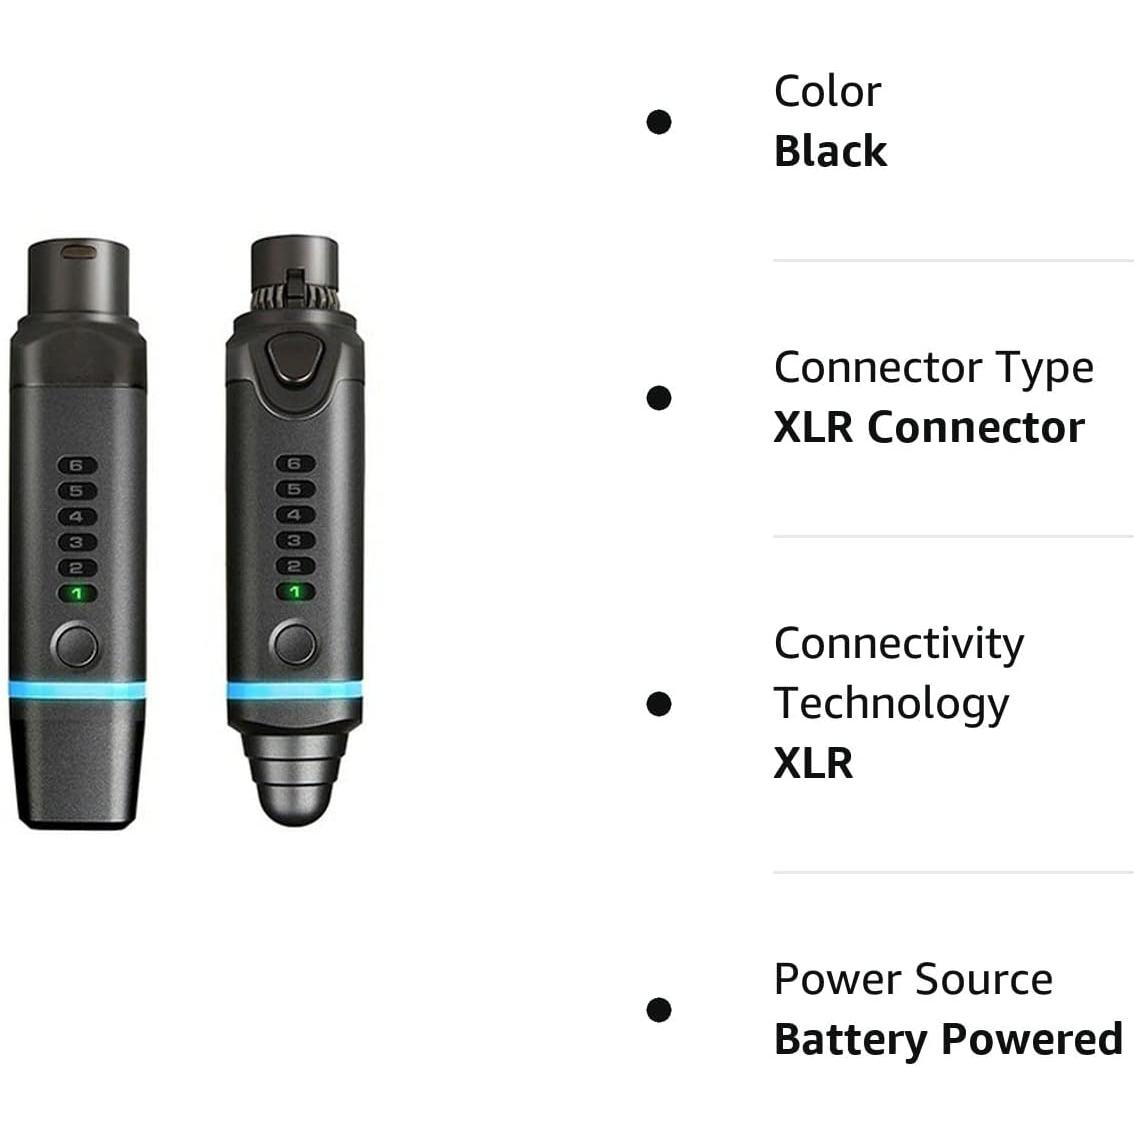 6
5
4
3
2
1
6
5
4
3
2
1
Color
Black
Connector Type
XLR Connector
Connectivity
Technology
XLR
Power Source
Battery Powered